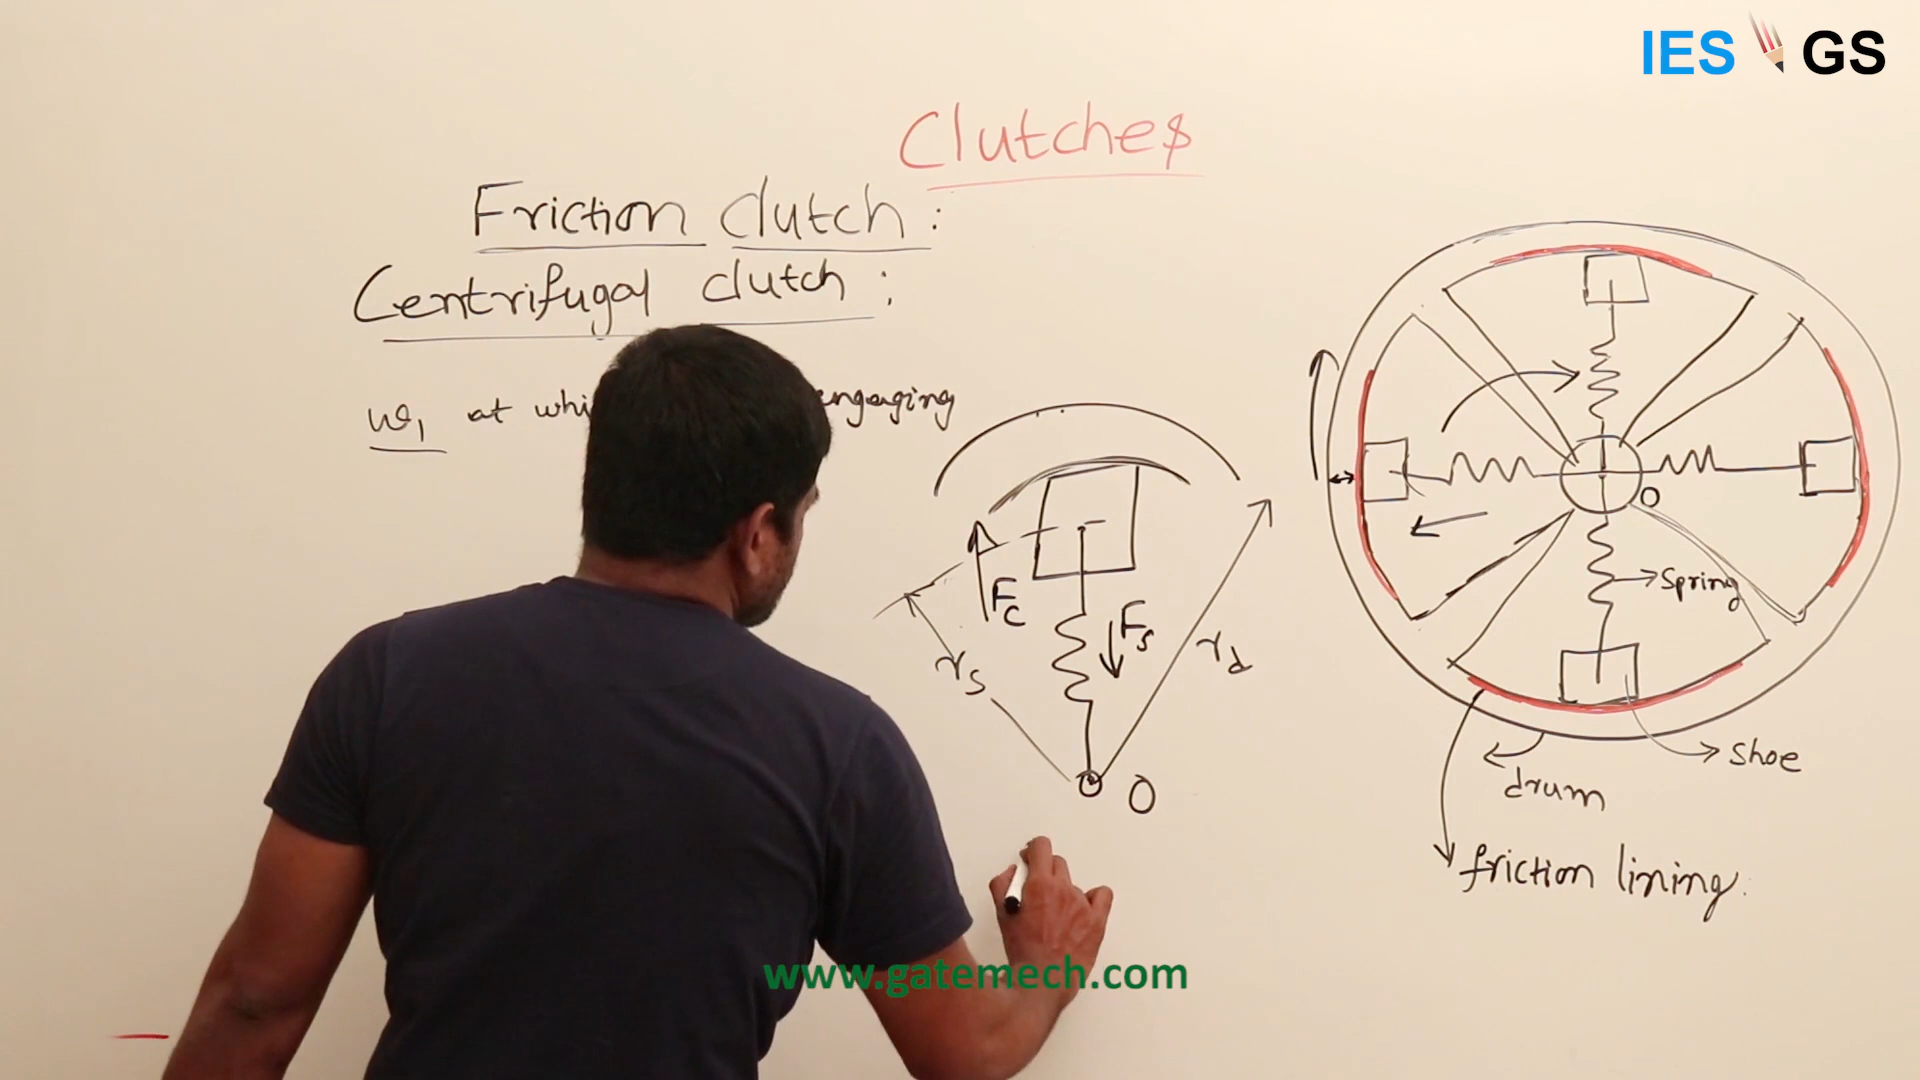 IES GS
Clutches
Friction clutch :
Centrifugal clutch :
ω1 at engaging
Fc
Fs
rs
rd
O
O
Spring
Shoe
drum
friction lining.
www.gatemech.com